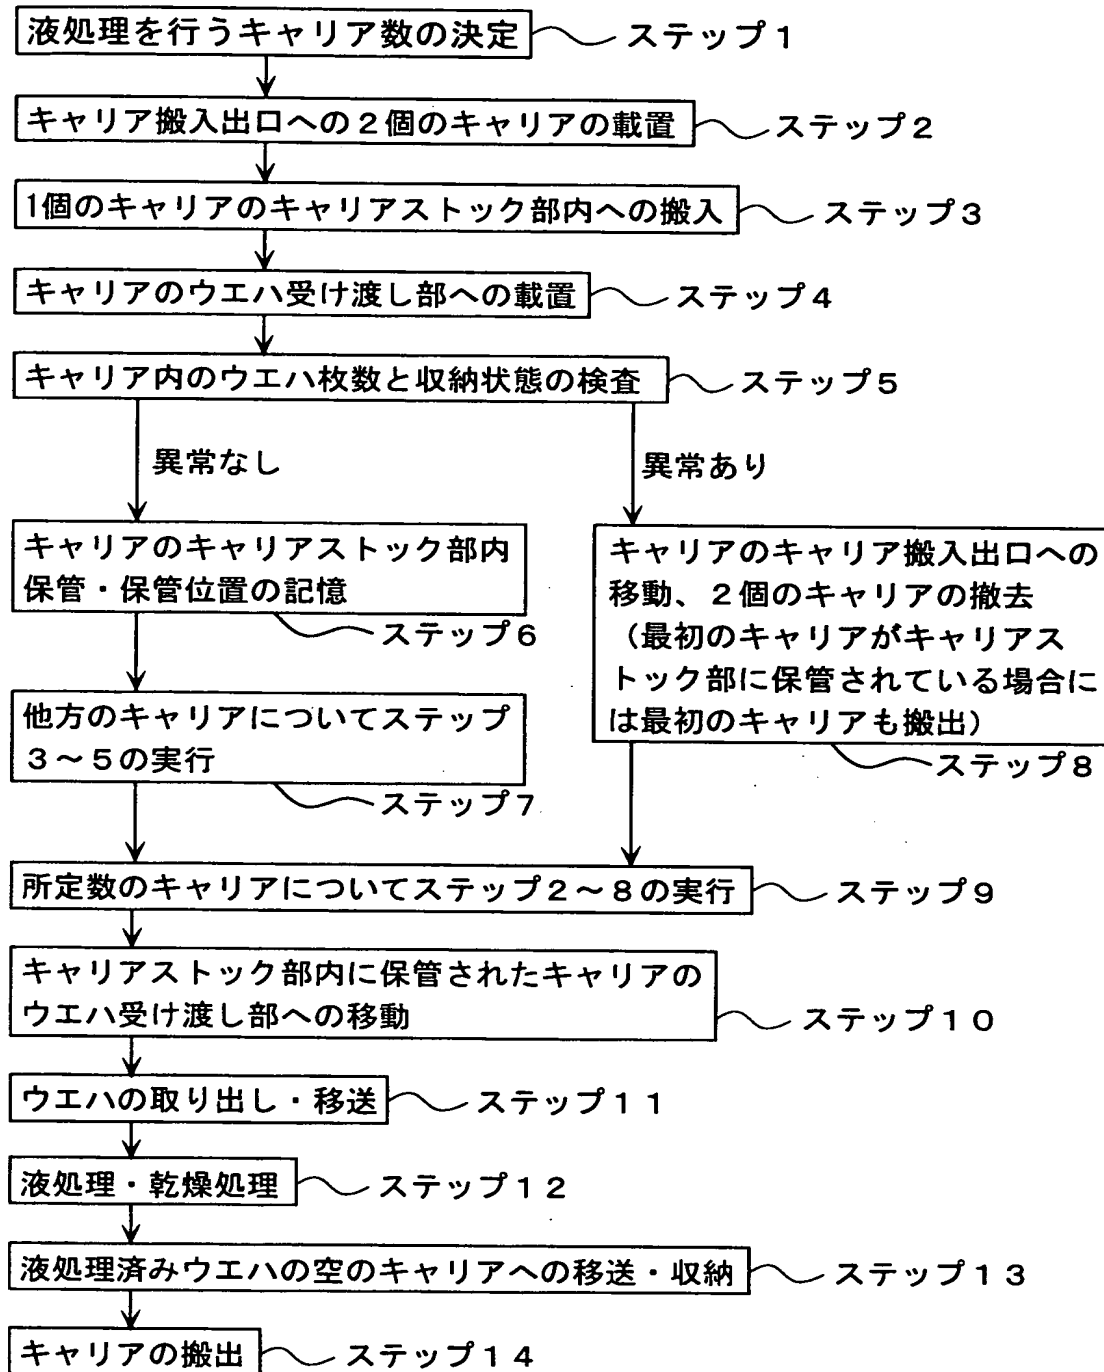 液処理を行うキャリア数の決定 ステップ１
キャリア搬入出口への２個のキャリアの載置 ステップ２
1個のキャリアのキャリアストック部内への搬入 ステップ３
キャリアのウエハ受け渡し部への載置 ステップ４
キャリア内のウエハ枚数と収納状態の検査 ステップ５
異常なし
異常あり
キャリアのキャリアストック部内
保管・保管位置の記憶
ステップ６
キャリアのキャリア搬入出口への
移動、２個のキャリアの撤去
（最初のキャリアがキャリアス
トック部に保管されている場合に
は最初のキャリアも搬出）
ステップ８
他方のキャリアについてステップ
３～５の実行
ステップ７
所定数のキャリアについてステップ２～８の実行 ステップ９
キャリアストック部内に保管されたキャリアの
ウエハ受け渡し部への移動
ステップ１０
ウエハの取り出し・移送 ステップ１１
液処理・乾燥処理 ステップ１２
液処理済みウエハの空のキャリアへの移送・収納 ステップ１３
キャリアの搬出 ステップ１４